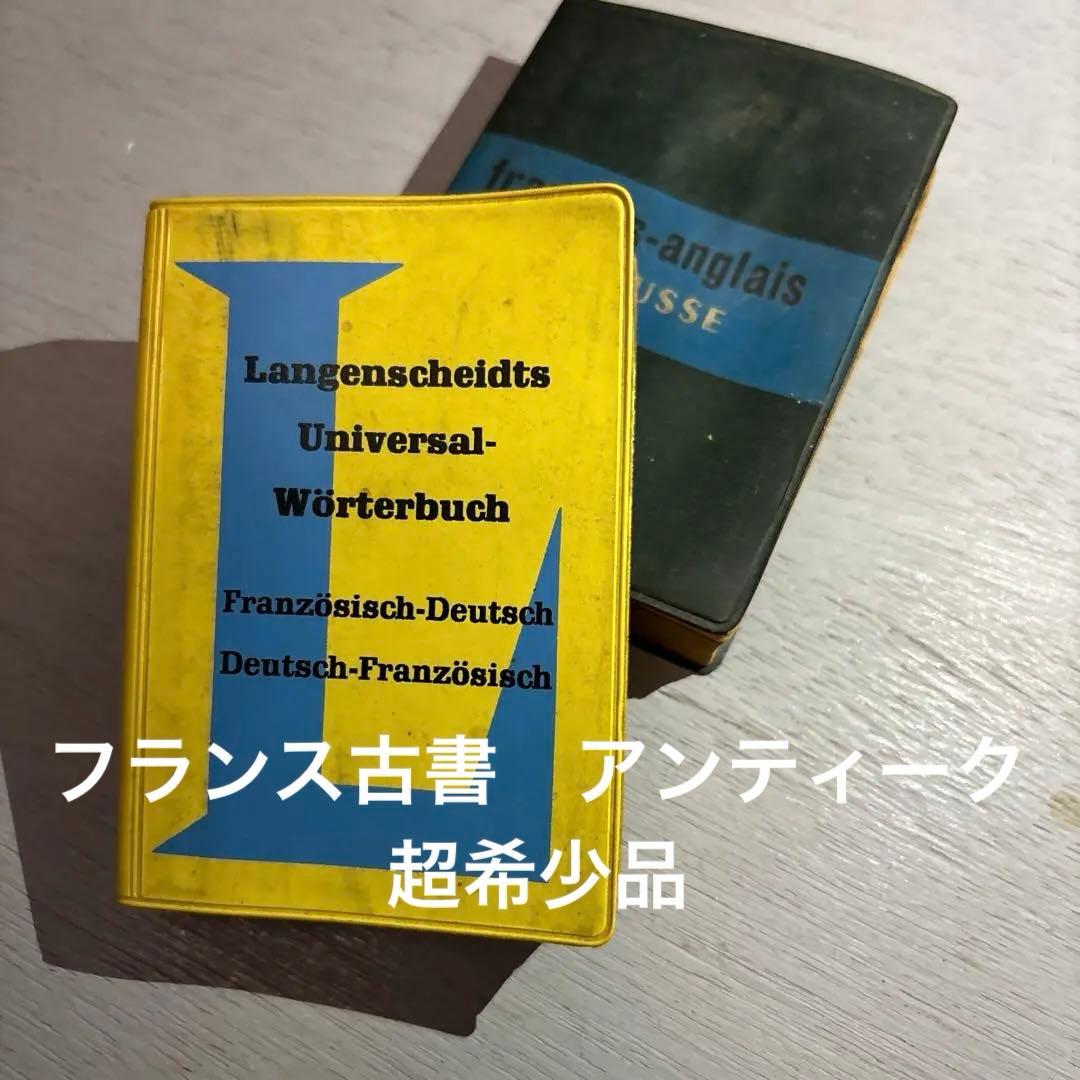 -anglais
USSE
Langenscheidts
Universal-
Wörterbuch
Französisch-Deutsch
Deutsch-Französisch
フランス古書 アンティーク
超希少品